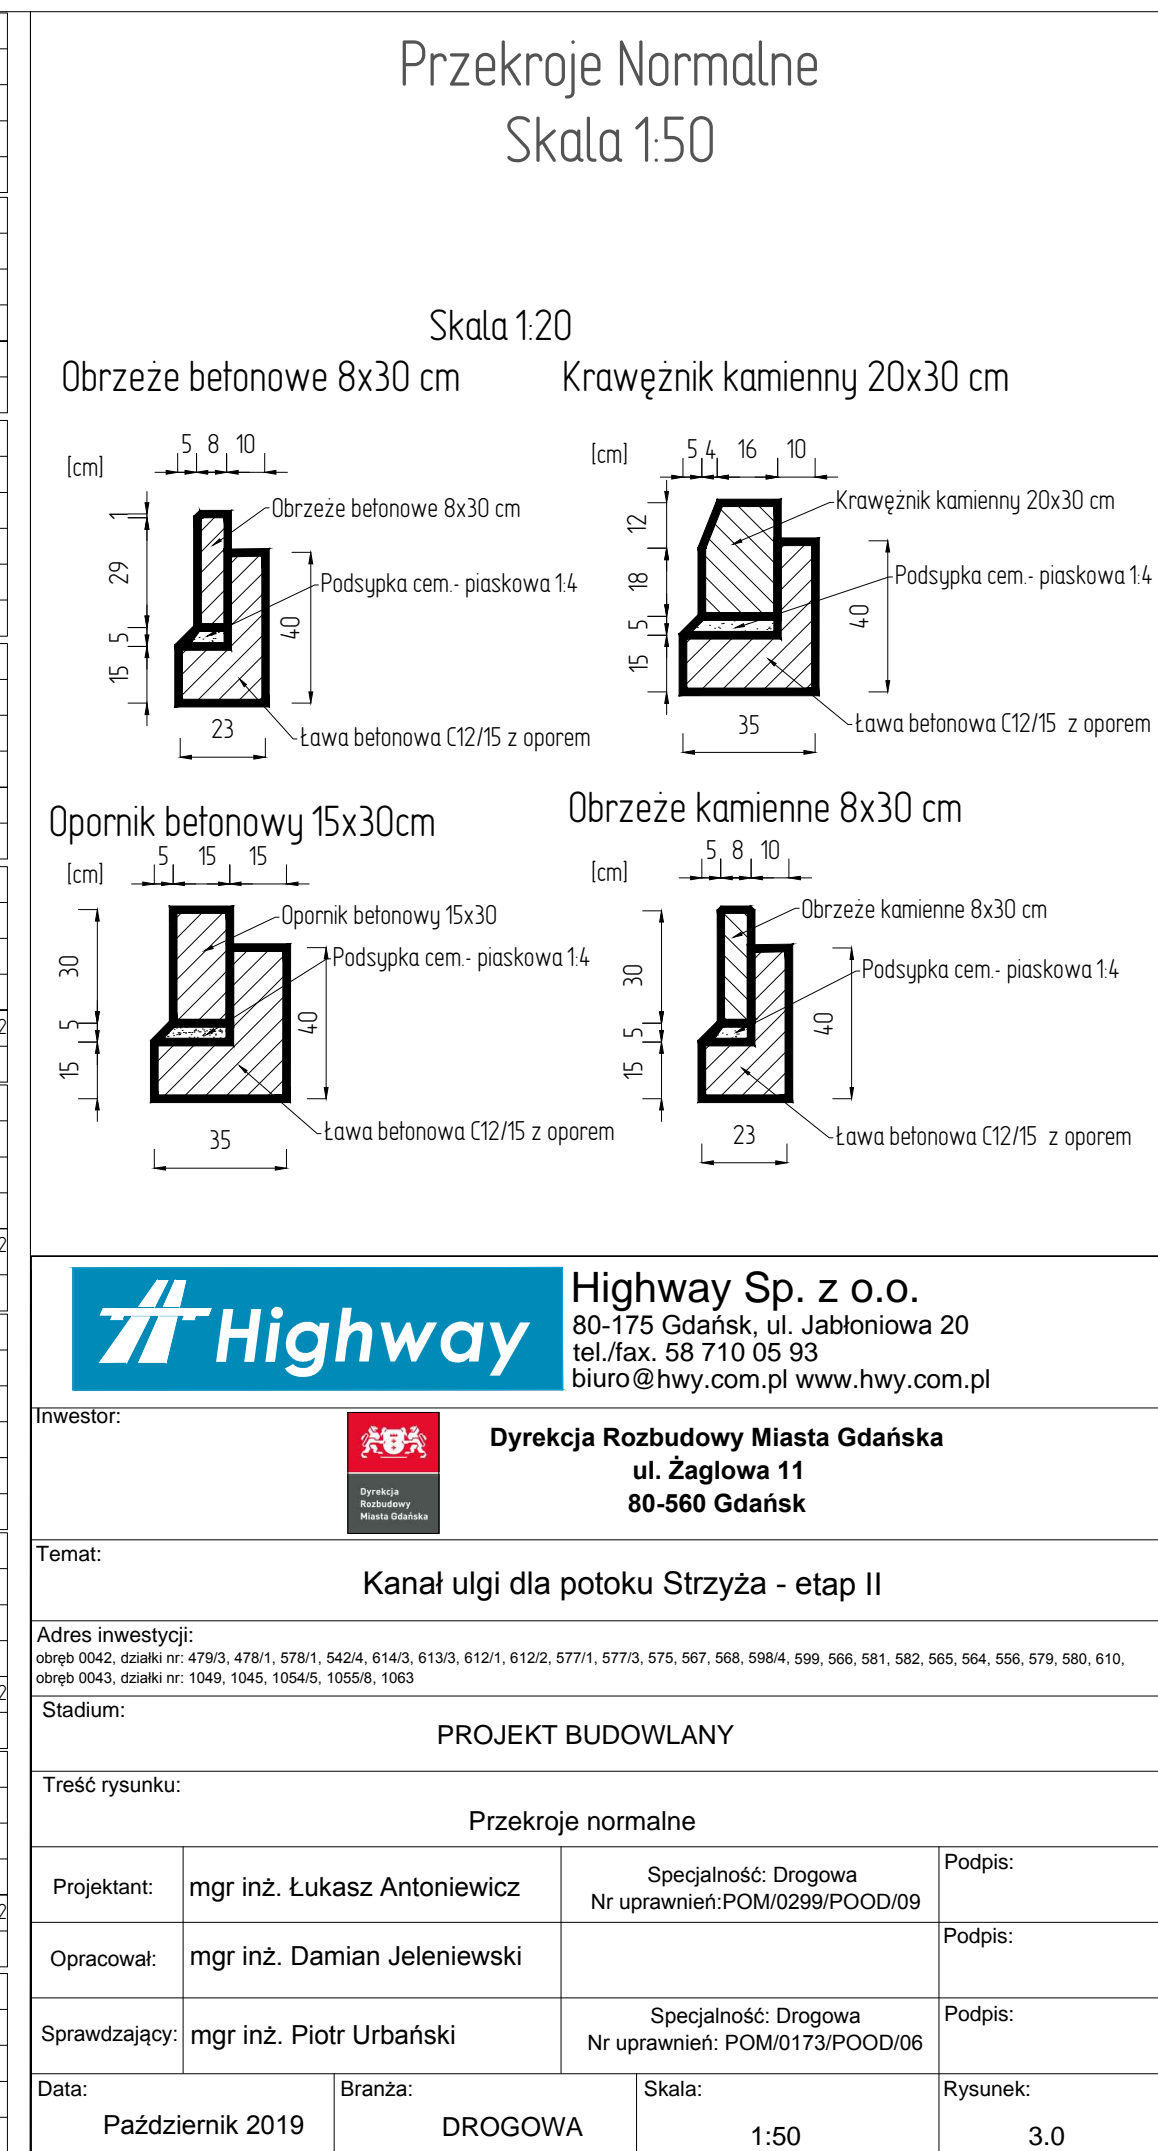 Przekroje Normalne
Skala 1:50
Skala 1:20
Obrzeże betonowe 8x30 cm
[cm]
5 8 10
1
29
5
15
40
23
Obrzeże betonowe 8x30 cm
Podsypka cem.- piaskowa 1:4
Ława betonowa C12/15 z oporem
Krawężnik kamienny 20x30 cm
[cm]
5 4 16 10
12
18
5
15
40
35
Krawężnik kamienny 20x30 cm
Podsypka cem.- piaskowa 1:4
Ława betonowa C12/15 z oporem
Opornik betonowy 15x30cm
[cm]
5 15 15
30
5
15
40
35
Opornik betonowy 15x30
Podsypka cem.- piaskowa 1:4
Ława betonowa C12/15 z oporem
Obrzeże kamienne 8x30 cm
[cm]
5 8 10
30
5
15
40
23
Obrzeże kamienne 8x30 cm
Podsypka cem.- piaskowa 1:4
Ława betonowa C12/15 z oporem
2
2
2
2
Highway
Highway Sp. z o.o.
80-175 Gdańsk, ul. Jabłoniowa 20
tel./fax. 58 710 05 93
biuro@hwy.com.pl www.hwy.com.pl
Inwestor:
Dyrekcja
Rozbudowy
Miasta Gdańska
Dyrekcja Rozbudowy Miasta Gdańska
ul. Żaglowa 11
80-560 Gdańsk
Temat:
Kanał ulgi dla potoku Strzyża - etap II
Adres inwestycji:
obręb 0042, działki nr: 479/3, 478/1, 578/1, 542/4, 614/3, 613/3, 612/1, 612/2, 577/1, 577/3, 575, 567, 568, 598/4, 599, 566, 581, 582, 565, 564, 556, 579, 580, 610,
obręb 0043, działki nr: 1049, 1045, 1054/5, 1055/8, 1063
Stadium:
PROJEKT BUDOWLANY
Treść rysunku:
Przekroje normalne
Projektant: mgr inż. Łukasz Antoniewicz
Specjalność: Drogowa
Nr uprawnień:POM/0299/POOD/09
Podpis:
Opracował: mgr inż. Damian Jeleniewski
Podpis:
Sprawdzający: mgr inż. Piotr Urbański
Specjalność: Drogowa
Nr uprawnień: POM/0173/POOD/06
Podpis:
Data:
Październik 2019
Branża:
DROGOWA
Skala:
1:50
Rysunek:
3.0